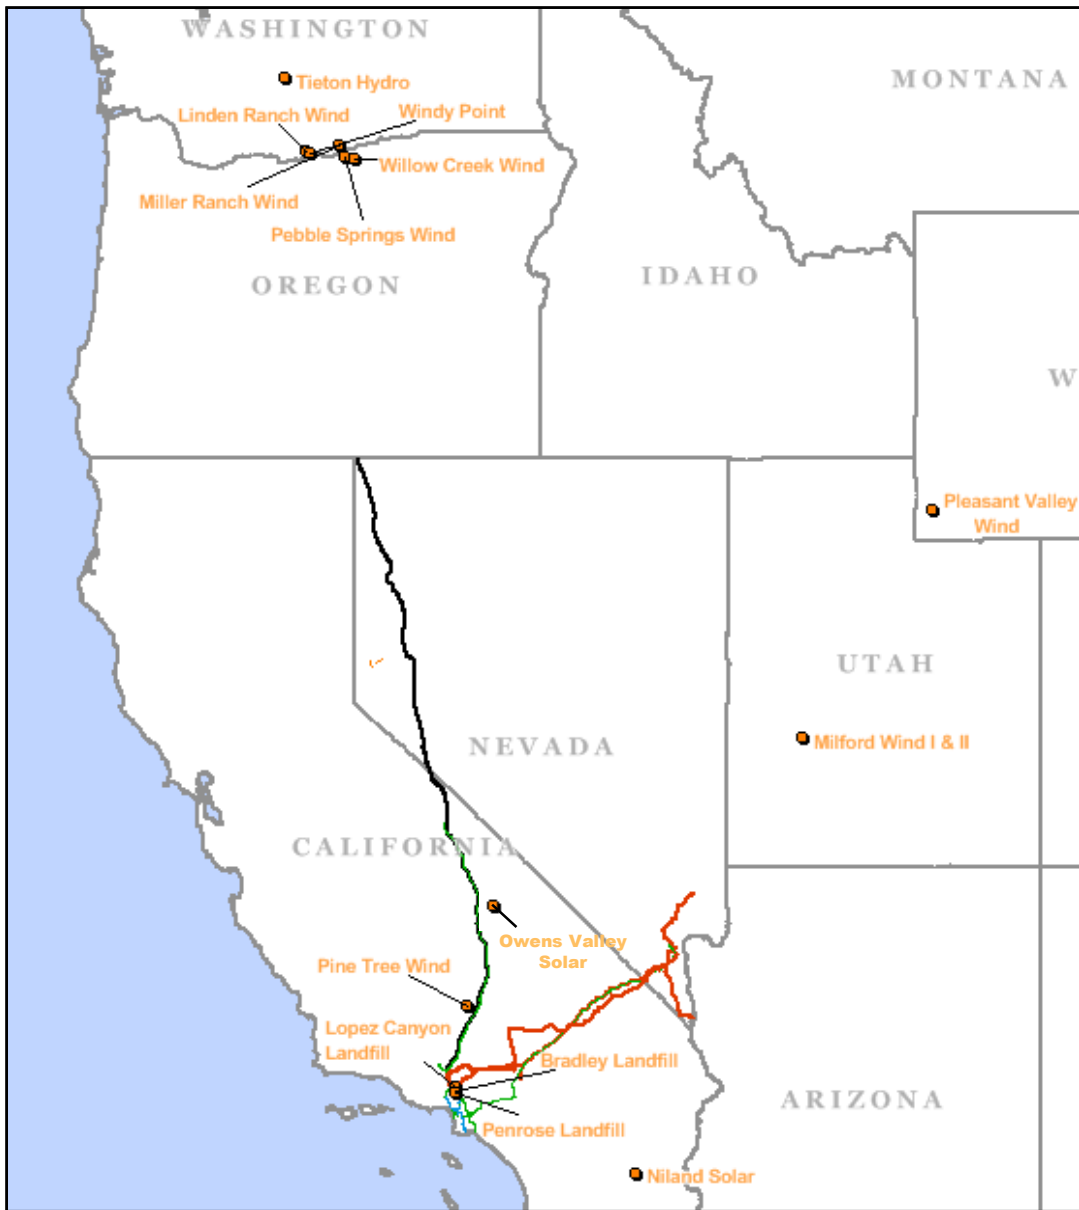 WASHINGTON
MONTANA
Tieton Hydro
Linden Ranch Wind
Windy Point
Willow Creek Wind
Miller Ranch Wind
Pebble Springs Wind
OREGON
IDAHO
W
Pleasant Valley
Wind
UTAH
NEVADA
Milford Wind I & II
CALIFORNIA
Owens Valley
Solar
Pine Tree Wind
Lopez Canyon
Landfill
Bradley Landfill
ARIZONA
Penrose Landfill
Niland Solar